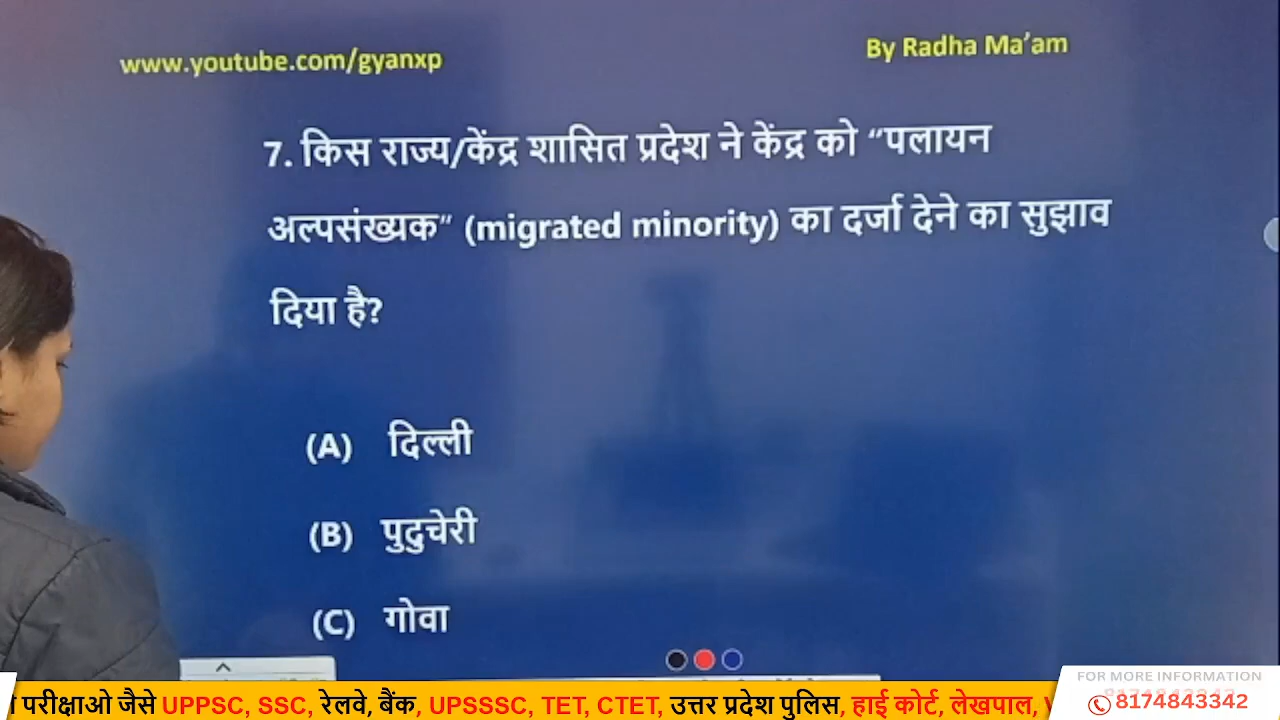 www.youtube.com/gyanxp
By Radha Ma’am
7. किस राज्य/केंद्र शासित प्रदेश ने केंद्र को “पलायन
अल्पसंख्यक“ (migrated minority) का दर्जा देने का सुझाव
दिया है?
(A) दिल्ली
(B) पुदुचेरी
(C) गोवा
परीक्षाओ जैसे UPPSC, SSC, रेलवे, बैंक, UPSSSC, TET, CTET, उत्तर प्रदेश पुलिस, हाई कोर्ट, लेखपाल,
FOR MORE INFORMATION
8174843342